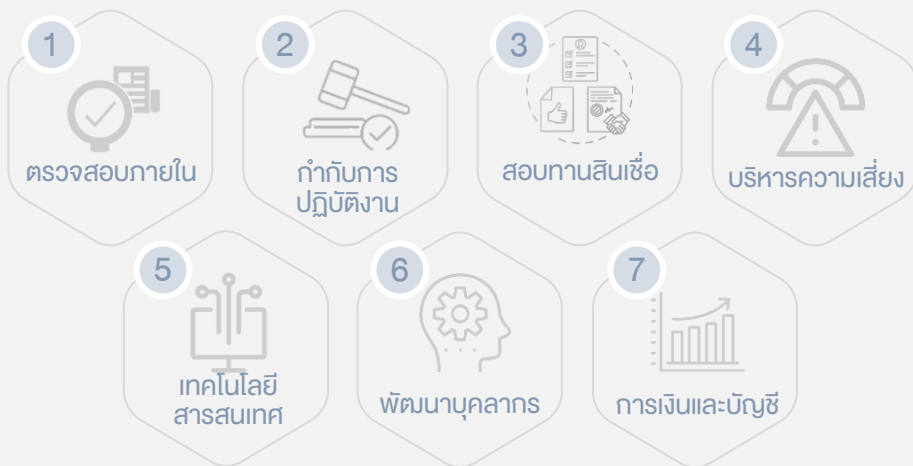 1
ตรวจสอบภายใน
2
กำกับการ
ปฏิบัติงาน
3
สอบทานสินเชื่อ
4
บริหารความเสี่ยง
5
เทคโนโลยี
สารสนเทศ
6
พัฒนาบุคลากร
7
การเงินและบัญชี